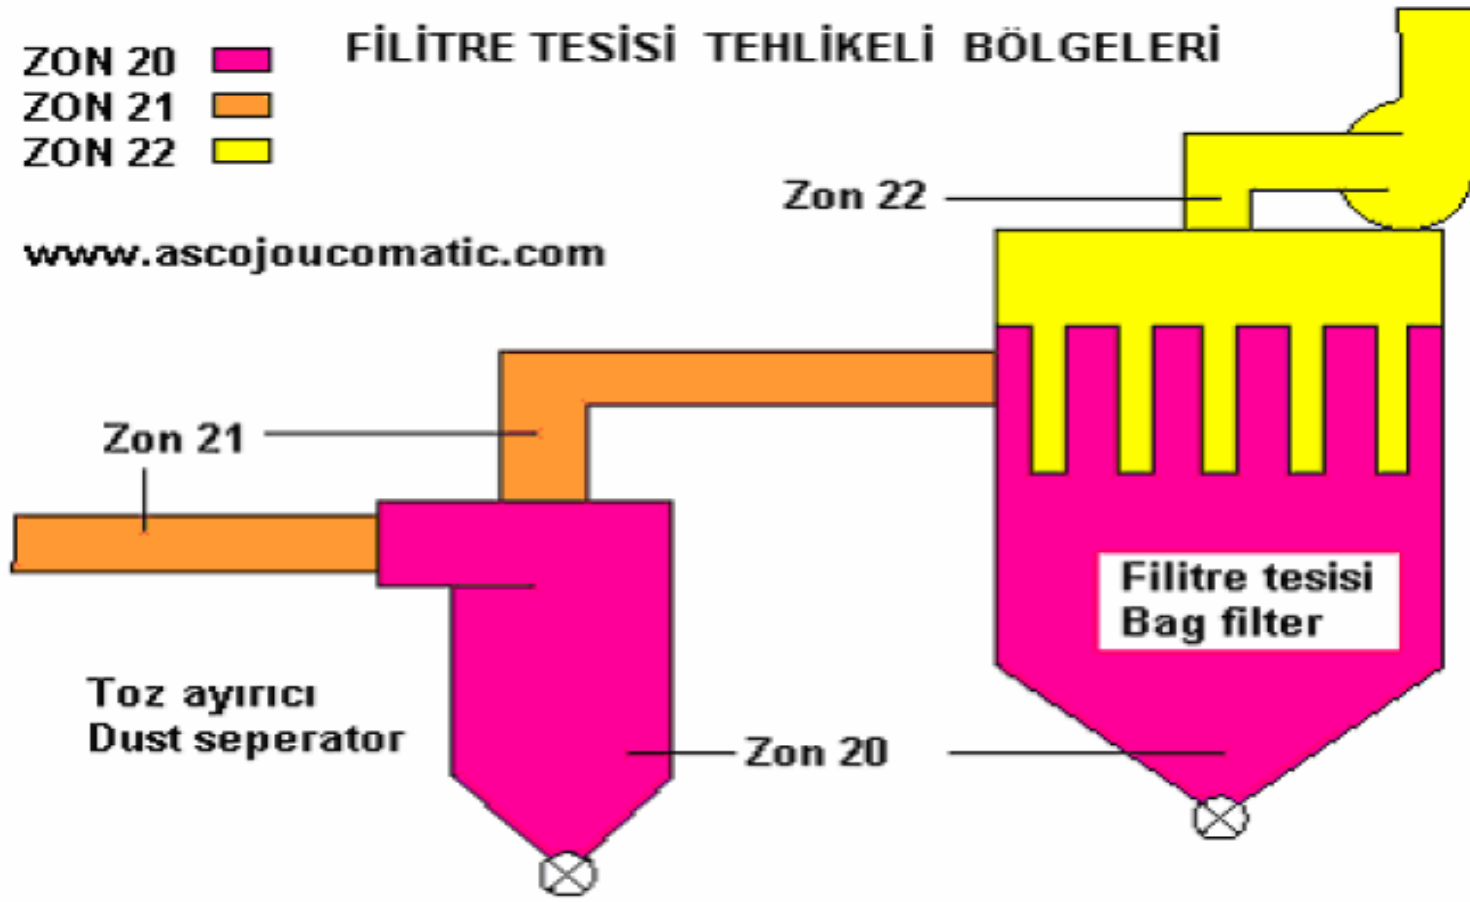 FİLİTRE TESİSİ TEHLİKELİ BÖLGELERİ
ZON 20
ZON 21
ZON 22
Zon 22
www.ascojoucomatic.com
Zon 21
Filitre tesisi
Bag filter
Toz ayırıcı
Dust seperator
Zon 20